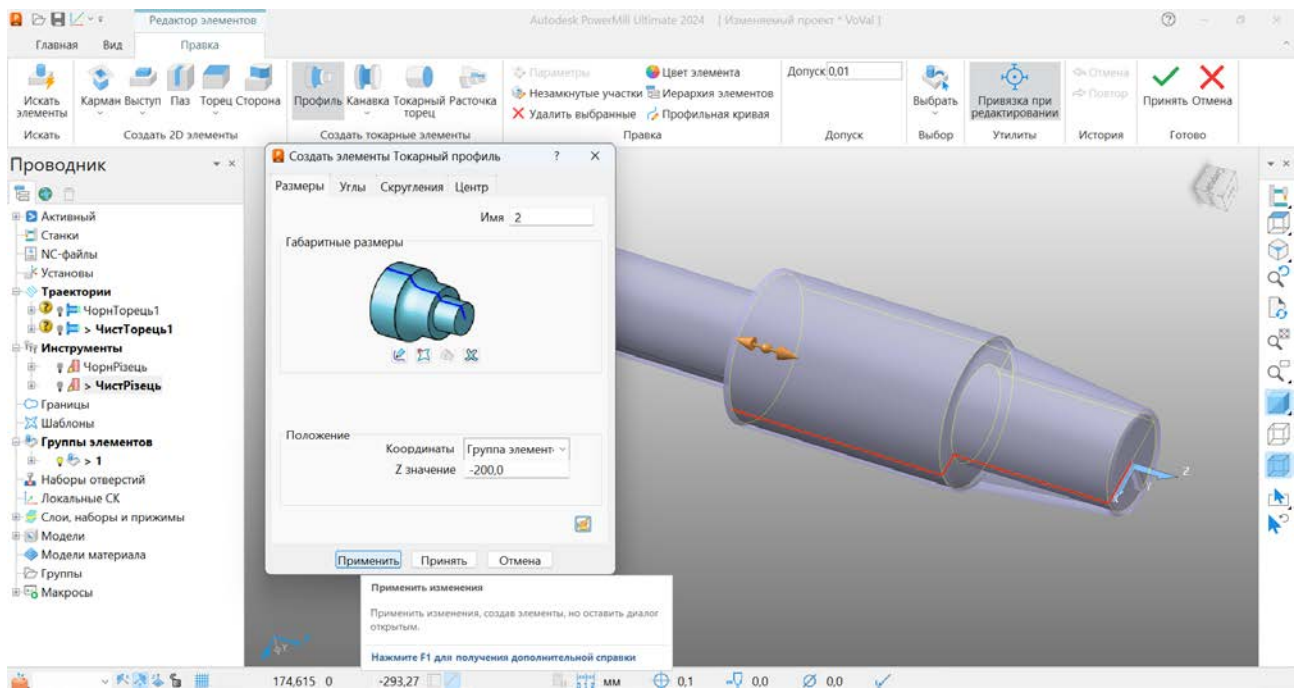 Редактор элементов
Autodesk PowerMill Ultimate 2024 [Изменяемый проект * VoVal]
Главная Вид Правка
Искать элементы
Карман Выступ Паз Торец Сторона
Профиль Канавка Токарный торец Расточка
Параметры
Незамкнутые участки
Удалить выбранные
Цвет элемента
Иерархия элементов
Профильная кривая
Допуск 0,01
Выбрать
Привязка при редактировании
Отмена
Повтор
Принять Отмена
Искать Создать 2D элементы Создать токарные элементы Правка Допуск Выбор Утилиты История Готово
Проводник
Активный
Станки
NC-файлы
Установы
Траектории
ЧорнТорець1
> ЧистТорець1
Инструменты
ЧорнРізець
> ЧистРізець
Границы
Шаблоны
Группы элементов
> 1
Наборы отверстий
Локальные СК
Слои, наборы и прижимы
Модели
Модели материала
Группы
Макросы
Создать элементы Токарный профиль ? X
Размеры Углы Скругления Центр
Имя 2
Габаритные размеры
Положение
Координаты Группа элемент
Z значение -200,0
Применить Принять Отмена
Применить изменения
Применить изменения, создав элементы, но оставить диалог
открытым.
Нажмите F1 для получения дополнительной справки
Z
174,615 0 -293,27 мм 0,1 0,0 0,0